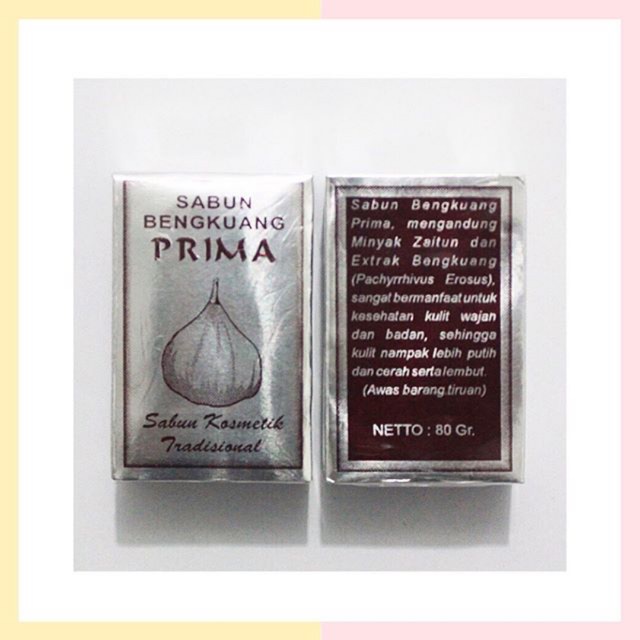 SABUN
BENGKUANG
PRIMA
Sabun Kosmetik
Tradisional
Sabun Bengkuang
Prima, mengandung
Minyak Zaitun dan
Extrak Bengkuang
(Pachyrrhivus Erosus),
sangat bermanfaat untuk
kesehatan kulit wajan
dan badan, sehingga
kulit nampak lebih putih
dan cerah serta lembut.
(Awas barang.tiruan)
NETTO : 80 Gr.